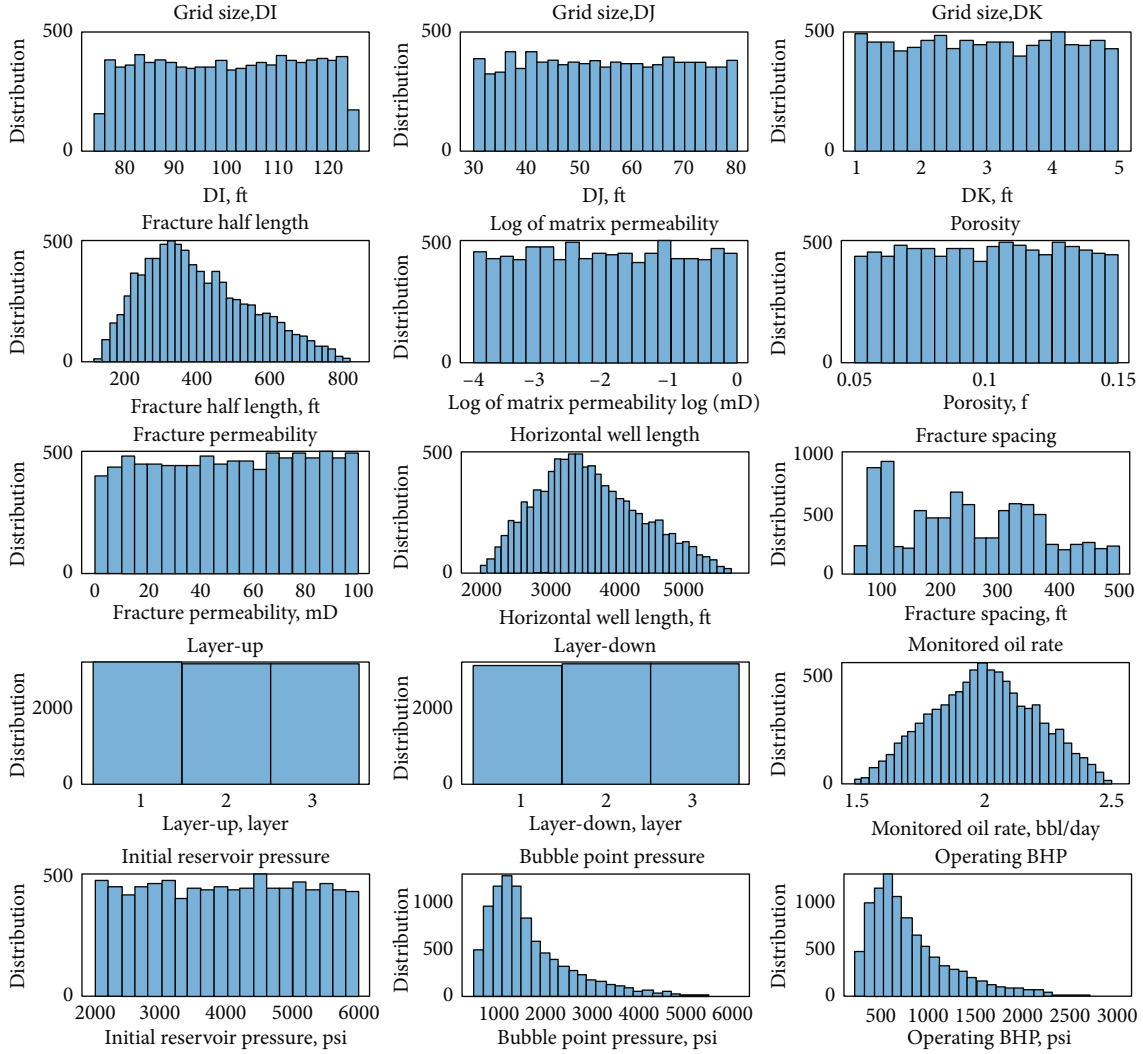 Grid size,DI
Grid size,DJ
Grid size,DK
Distribution
500
0
80 90 100 110 120
DI, ft
Distribution
500
0
30 40 50 60 70 80
DJ, ft
Distribution
500
0
1 2 3 4 5
DK, ft
Fracture half length
Log of matrix permeability
Porosity
Distribution
500
0
200 400 600 800
Fracture half length, ft
Distribution
500
0
–4 –3 –2 –1 0
Log of matrix permeability log (mD)
Distribution
500
0
0.05 0.1 0.15
Porosity, f
Fracture permeability
Horizontal well length
Fracture spacing
Distribution
500
0
0 20 40 60 80 100
Fracture permeability, mD
Distribution
500
0
2000 3000 4000 5000
Horizontal well length, ft
Distribution
1000
500
0
100 200 300 400 500
Fracture spacing, ft
Layer-up
Layer-down
Monitored oil rate
Distribution
2000
0
1 2 3
Layer-up, layer
Distribution
2000
0
1 2 3
Layer-down, layer
Distribution
500
0
1.5 2 2.5
Monitored oil rate, bbl/day
Initial reservoir pressure
Bubble point pressure
Operating BHP
Distribution
500
0
2000 3000 4000 5000 6000
Initial reservoir pressure, psi
Distribution
1000
500
0
1000 2000 3000 4000 5000 6000
Bubble point pressure, psi
Distribution
1000
500
0
500 1000 1500 2000 2500 3000
Operating BHP, psi